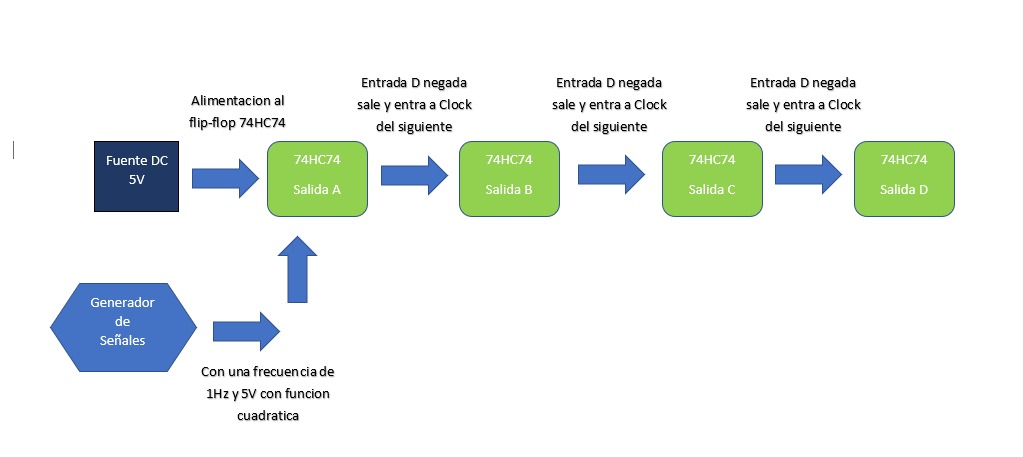 Alimentacion al
flip-flop 74HC74
Entrada D negada
sale y entra a Clock
del siguiente
Entrada D negada
sale y entra a Clock
del siguiente
Entrada D negada
sale y entra a Clock
del siguiente
Fuente DC
5V
74HC74
Salida A
74HC74
Salida B
74HC74
Salida C
74HC74
Salida D
Generador
de
Señales
Con una frecuencia de
1Hz y 5V con funcion
cuadratica